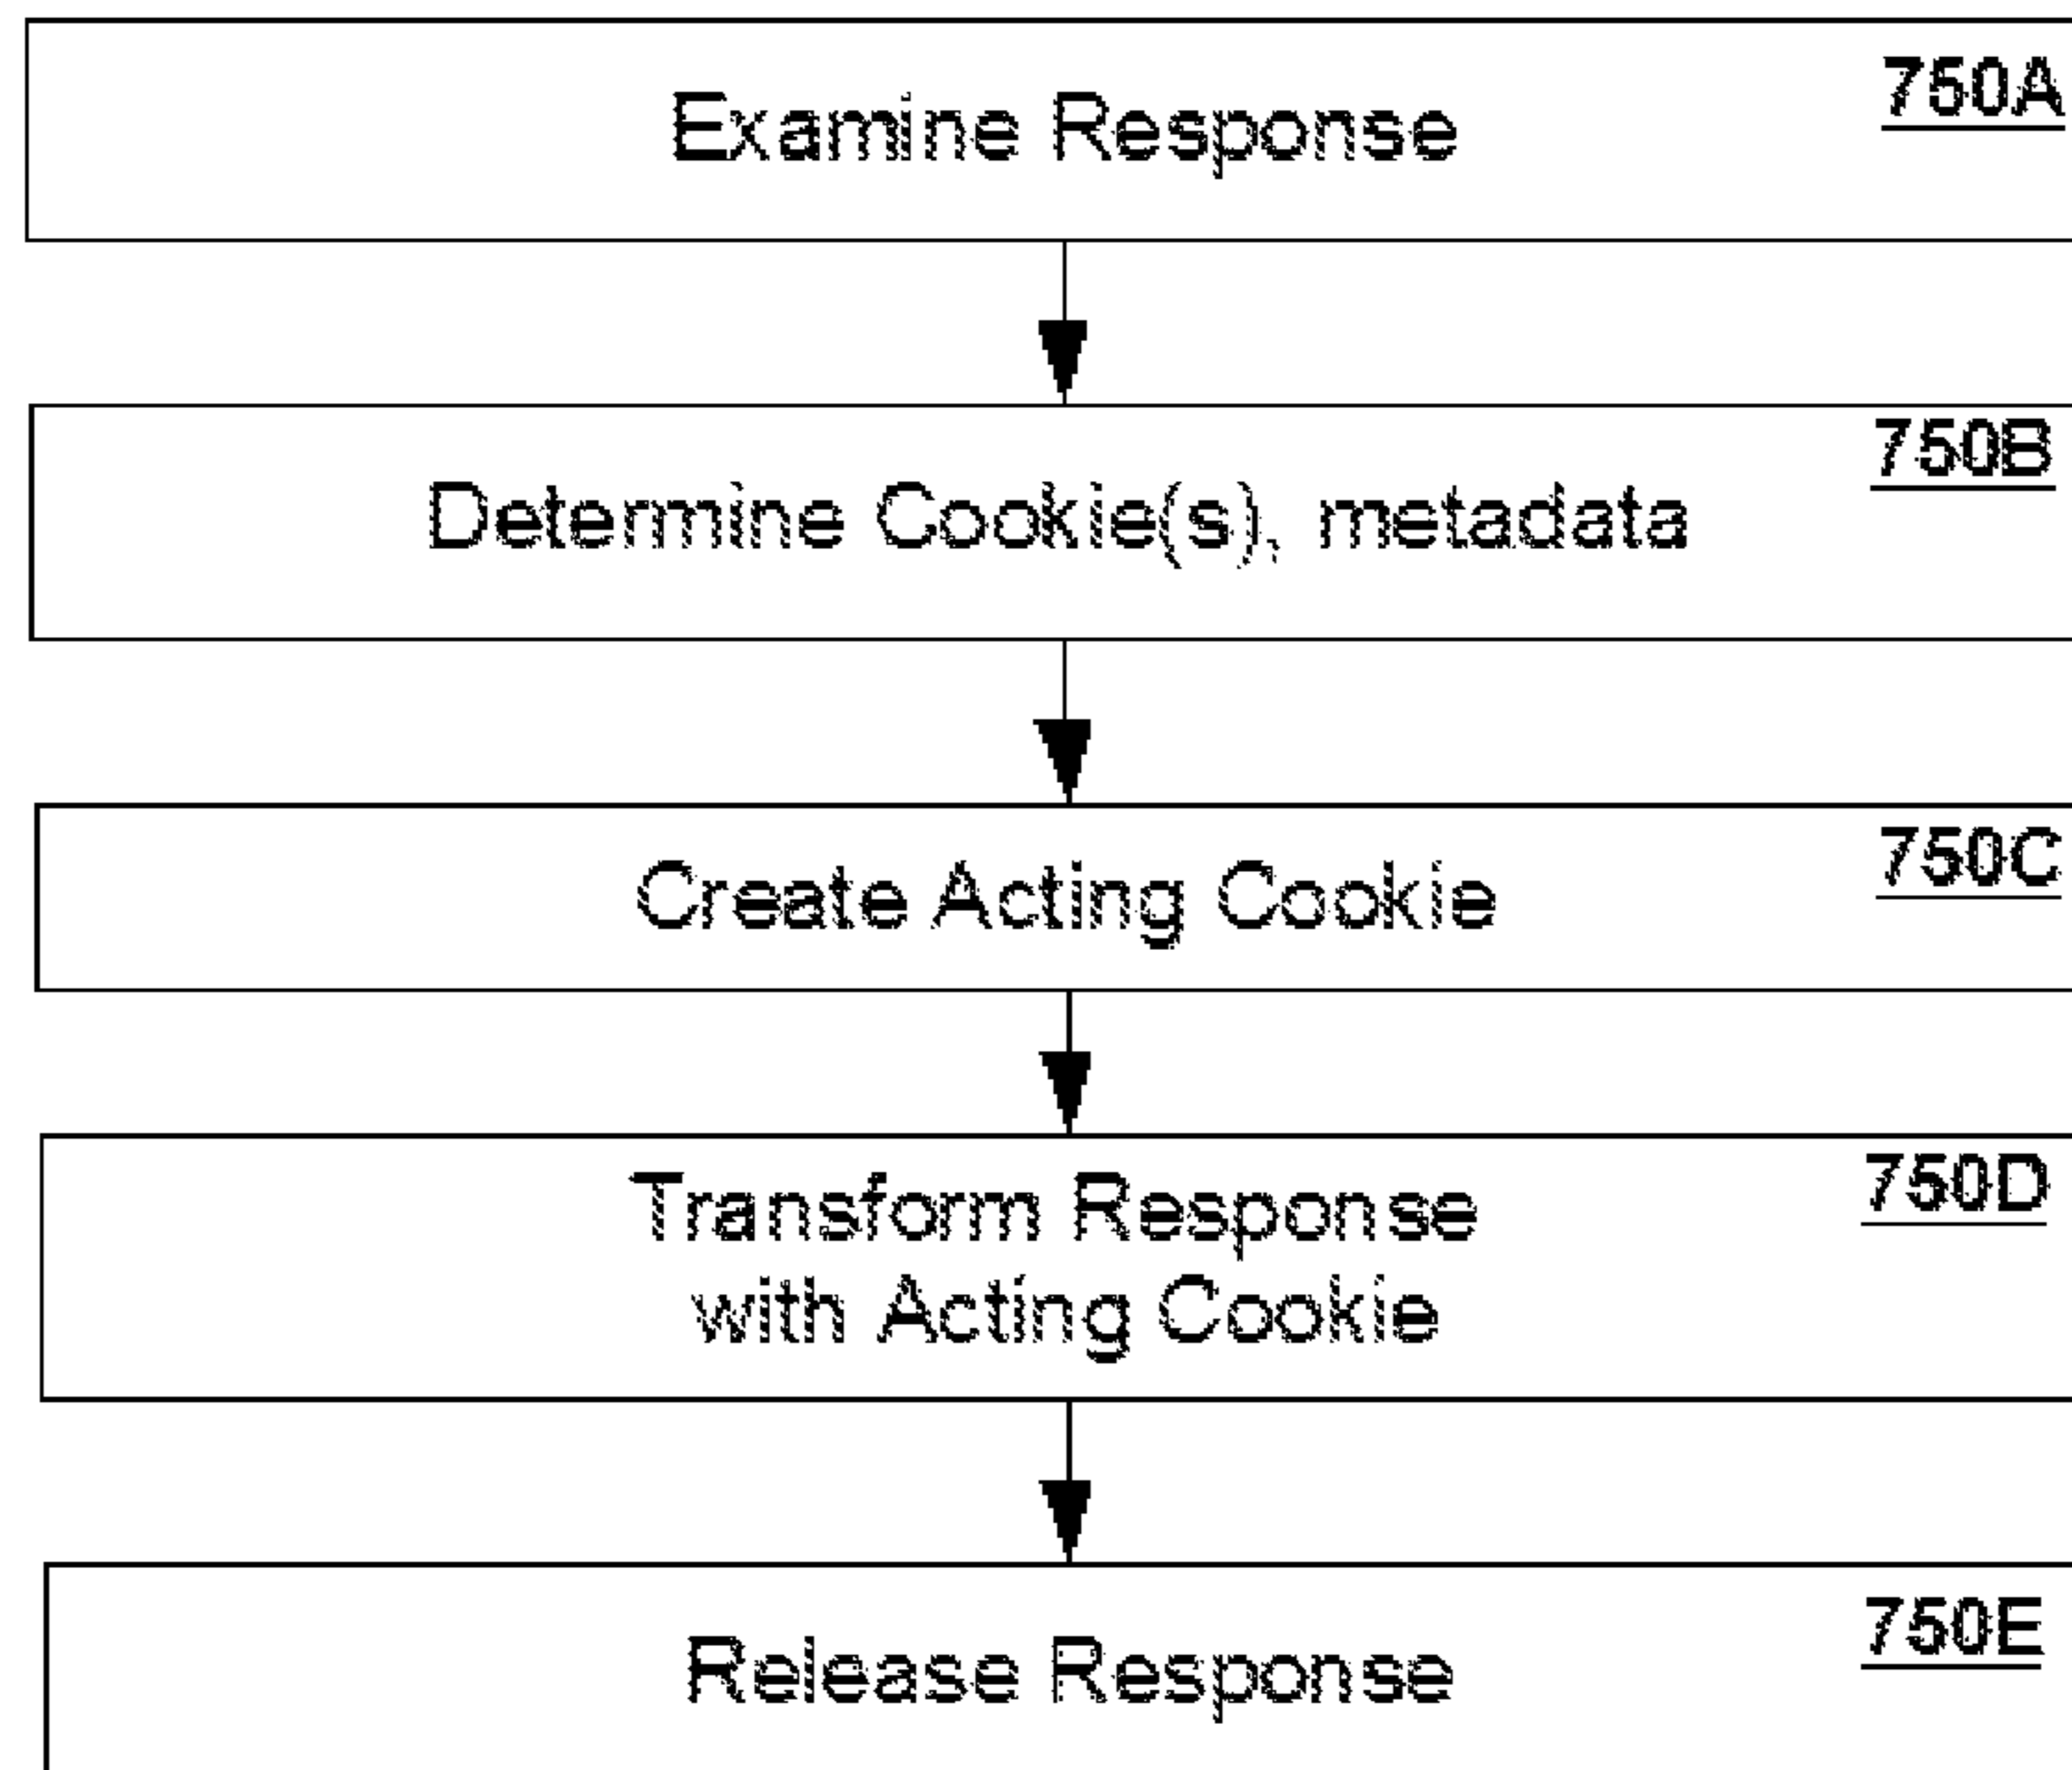 750A
Examine Response
750B
Determine Cookie(s), metadata
750C
Create Acting Cookie
750D
Transform Response
with Acting Cookie
750E
Release Response